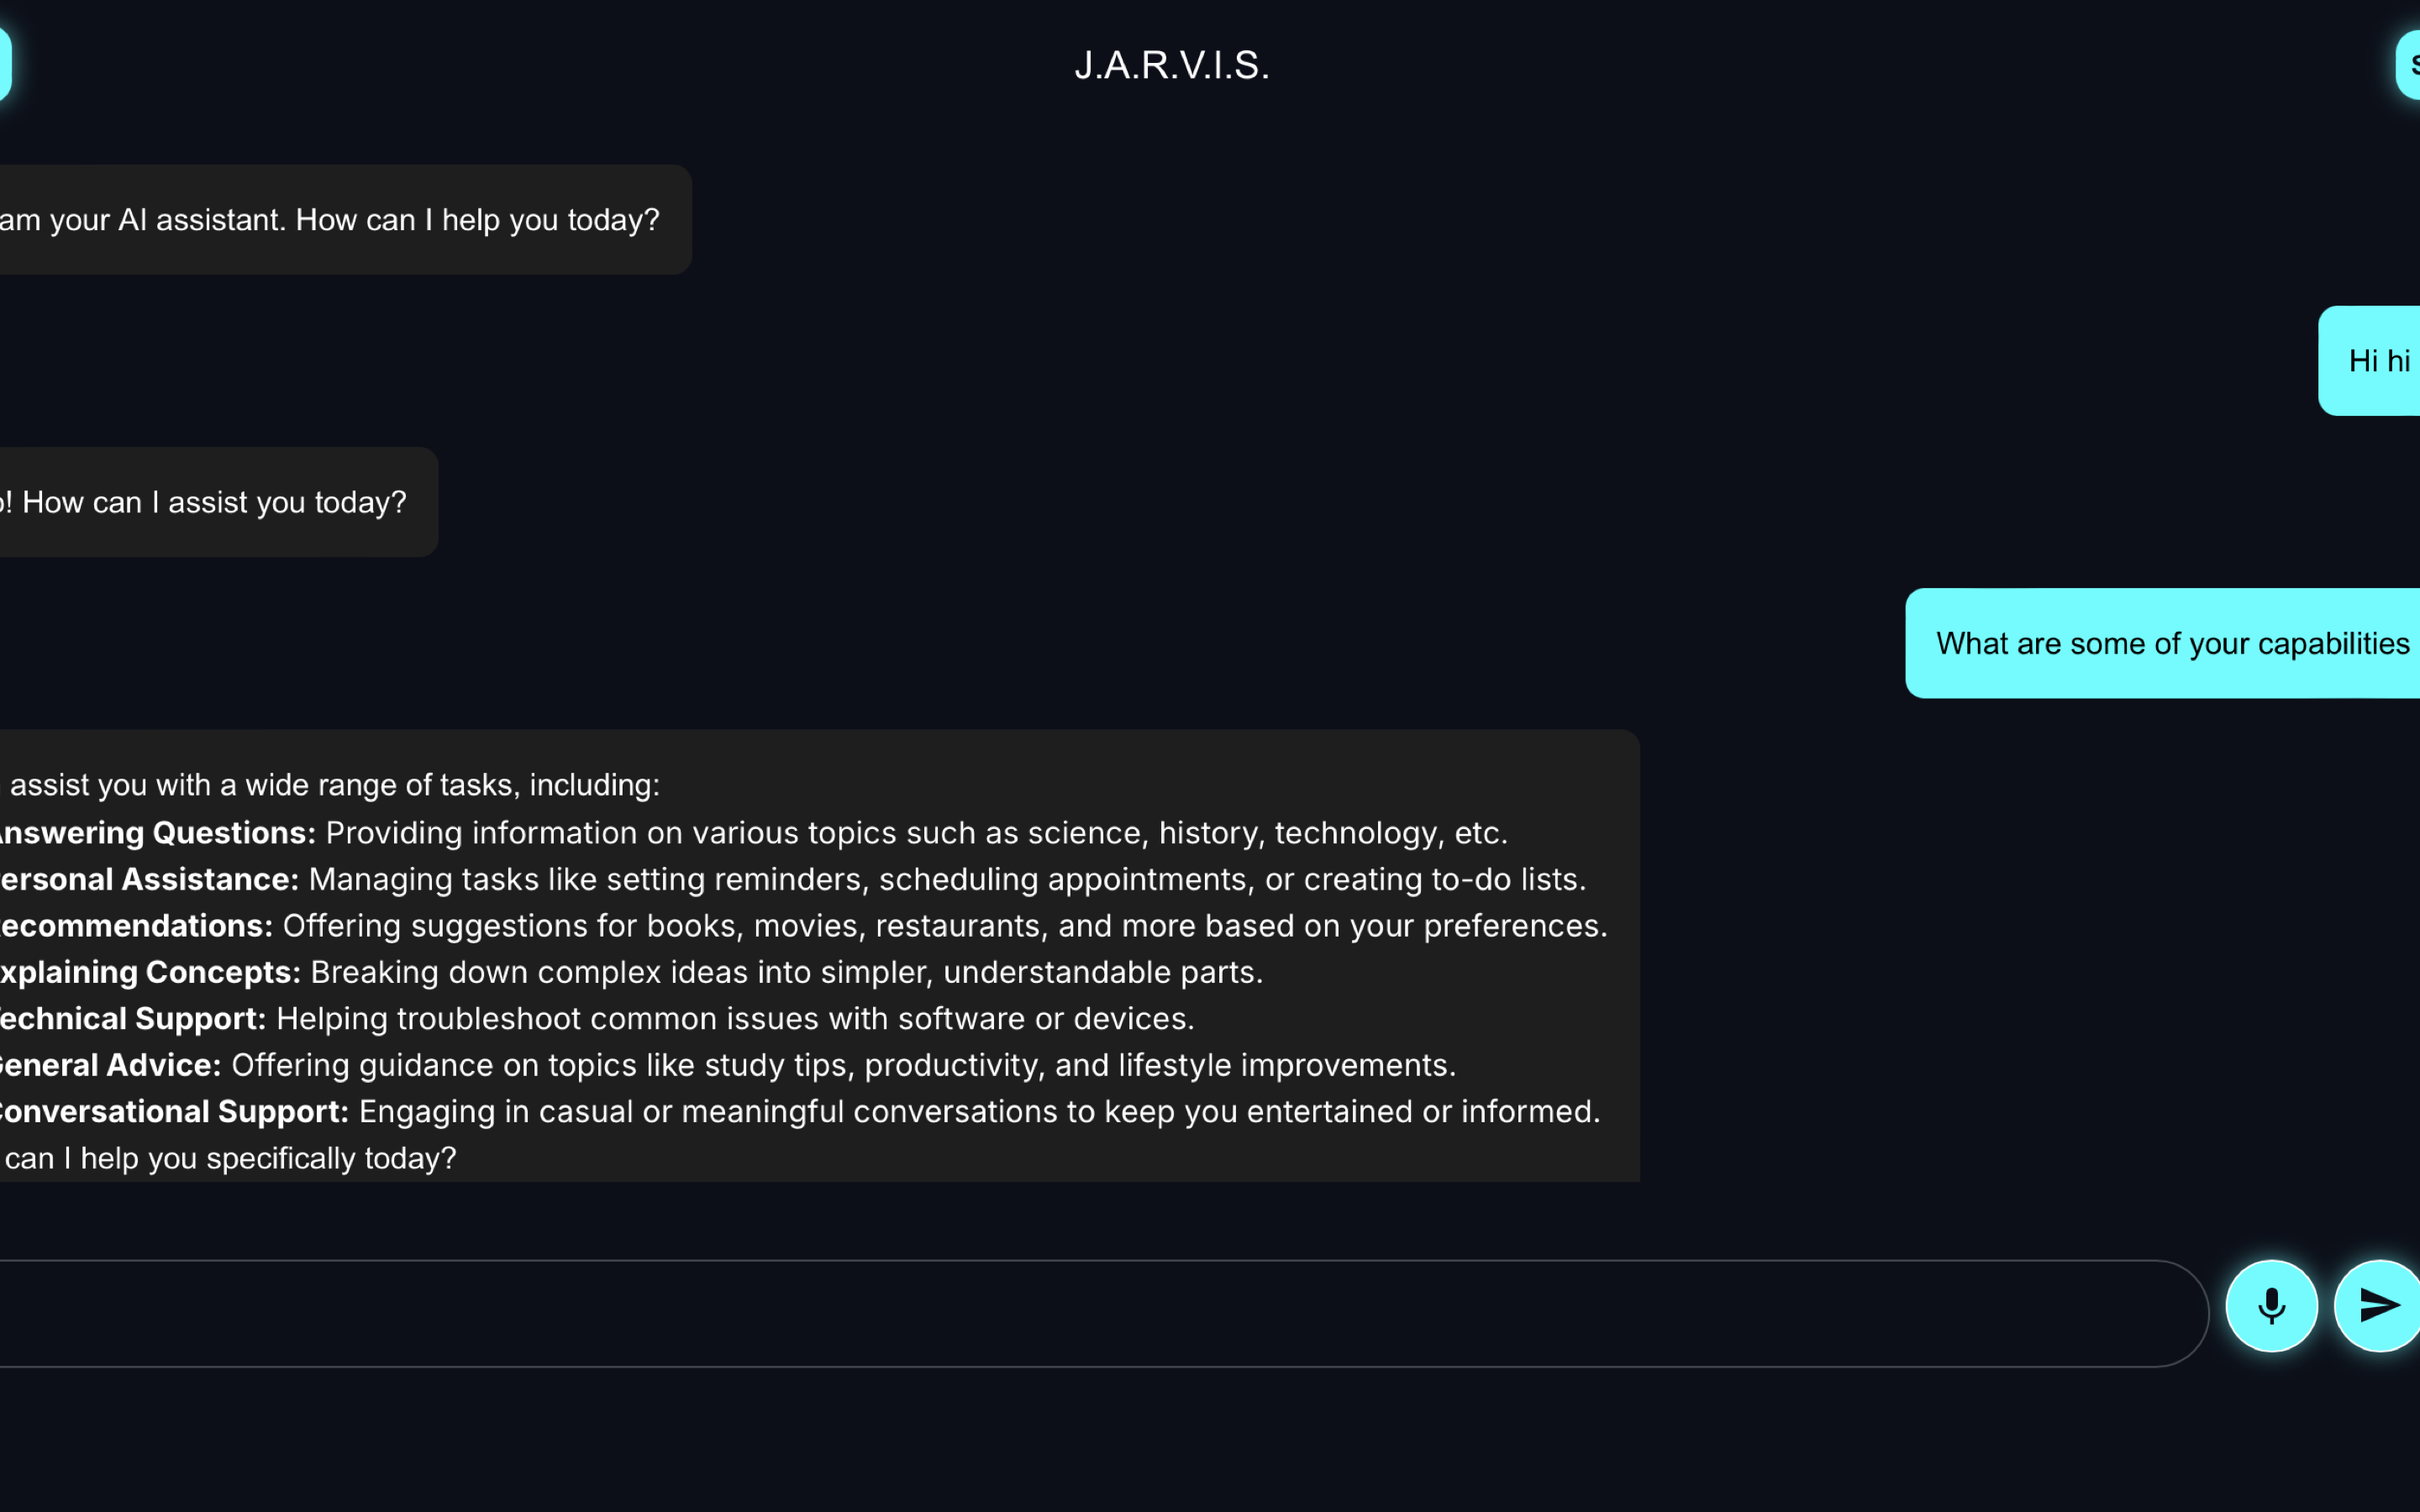 J.A.R.V.I.S.
am your AI assistant. How can I help you today?
Hi hi
! How can I assist you today?
What are some of your capabilities
assist you with a wide range of tasks, including:
nswering Questions: Providing information on various topics such as science, history, technology, etc.
ersonal Assistance: Managing tasks like setting reminders, scheduling appointments, or creating to-do lists.
ecommendations: Offering suggestions for books, movies, restaurants, and more based on your preferences.
xplaining Concepts: Breaking down complex ideas into simpler, understandable parts.
echnical Support: Helping troubleshoot common issues with software or devices.
eneral Advice: Offering guidance on topics like study tips, productivity, and lifestyle improvements.
onversational Support: Engaging in casual or meaningful conversations to keep you entertained or informed.
can I help you specifically today?